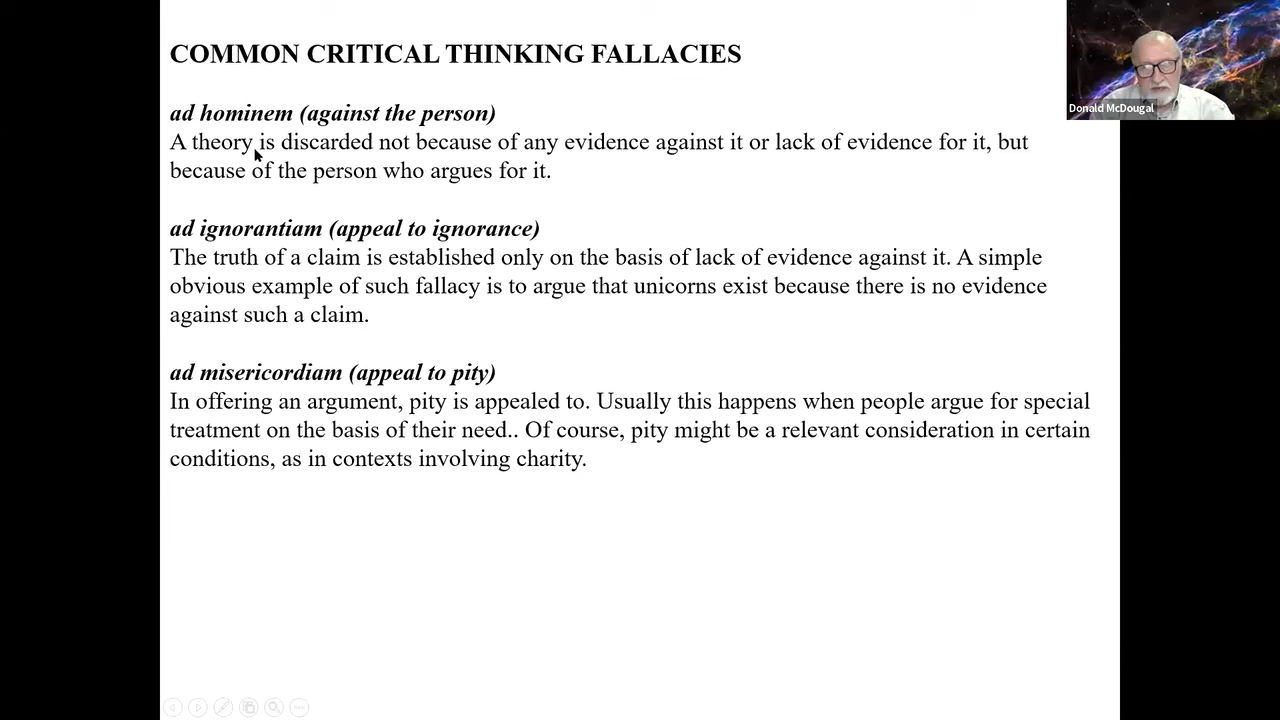 COMMON CRITICAL THINKING FALLACIES
ad hominem (against the person)
A theory is discarded not because of any evidence against it or lack of evidence for it, but
because of the person who argues for it.
ad ignorantiam (appeal to ignorance)
The truth of a claim is established only on the basis of lack of evidence against it. A simple
obvious example of such fallacy is to argue that unicorns exist because there is no evidence
against such a claim.
ad misericordiam (appeal to pity)
In offering an argument, pity is appealed to. Usually this happens when people argue for special
treatment on the basis of their need.. Of course, pity might be a relevant consideration in certain
conditions, as in contexts involving charity.
Donald McDougal